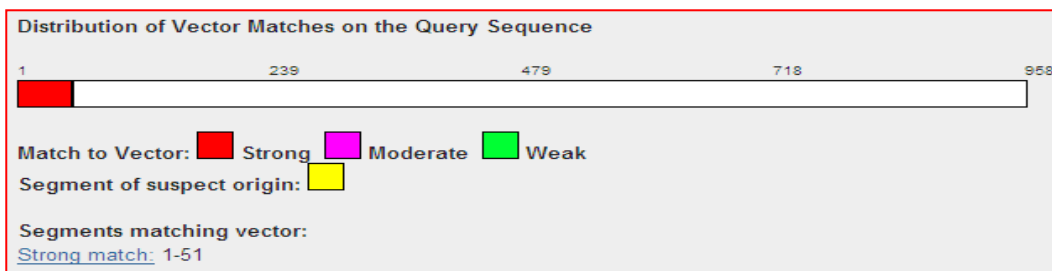 Distribution of Vector Matches on the Query Sequence
1 239 479 718 958
Match to Vector: Strong Moderate Weak
Segment of suspect origin:
Segments matching vector:
Strong match: 1-51